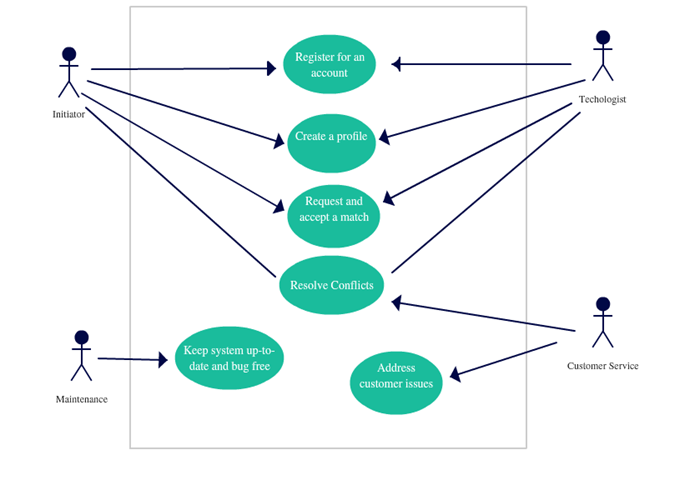 Register for an
account
Initiator
Techologist
Create a profile
Request and
accept a match
Resolve Conflicts
Keep system up-to-
date and bug free
Address
customer issues
Customer Service
Maintenance